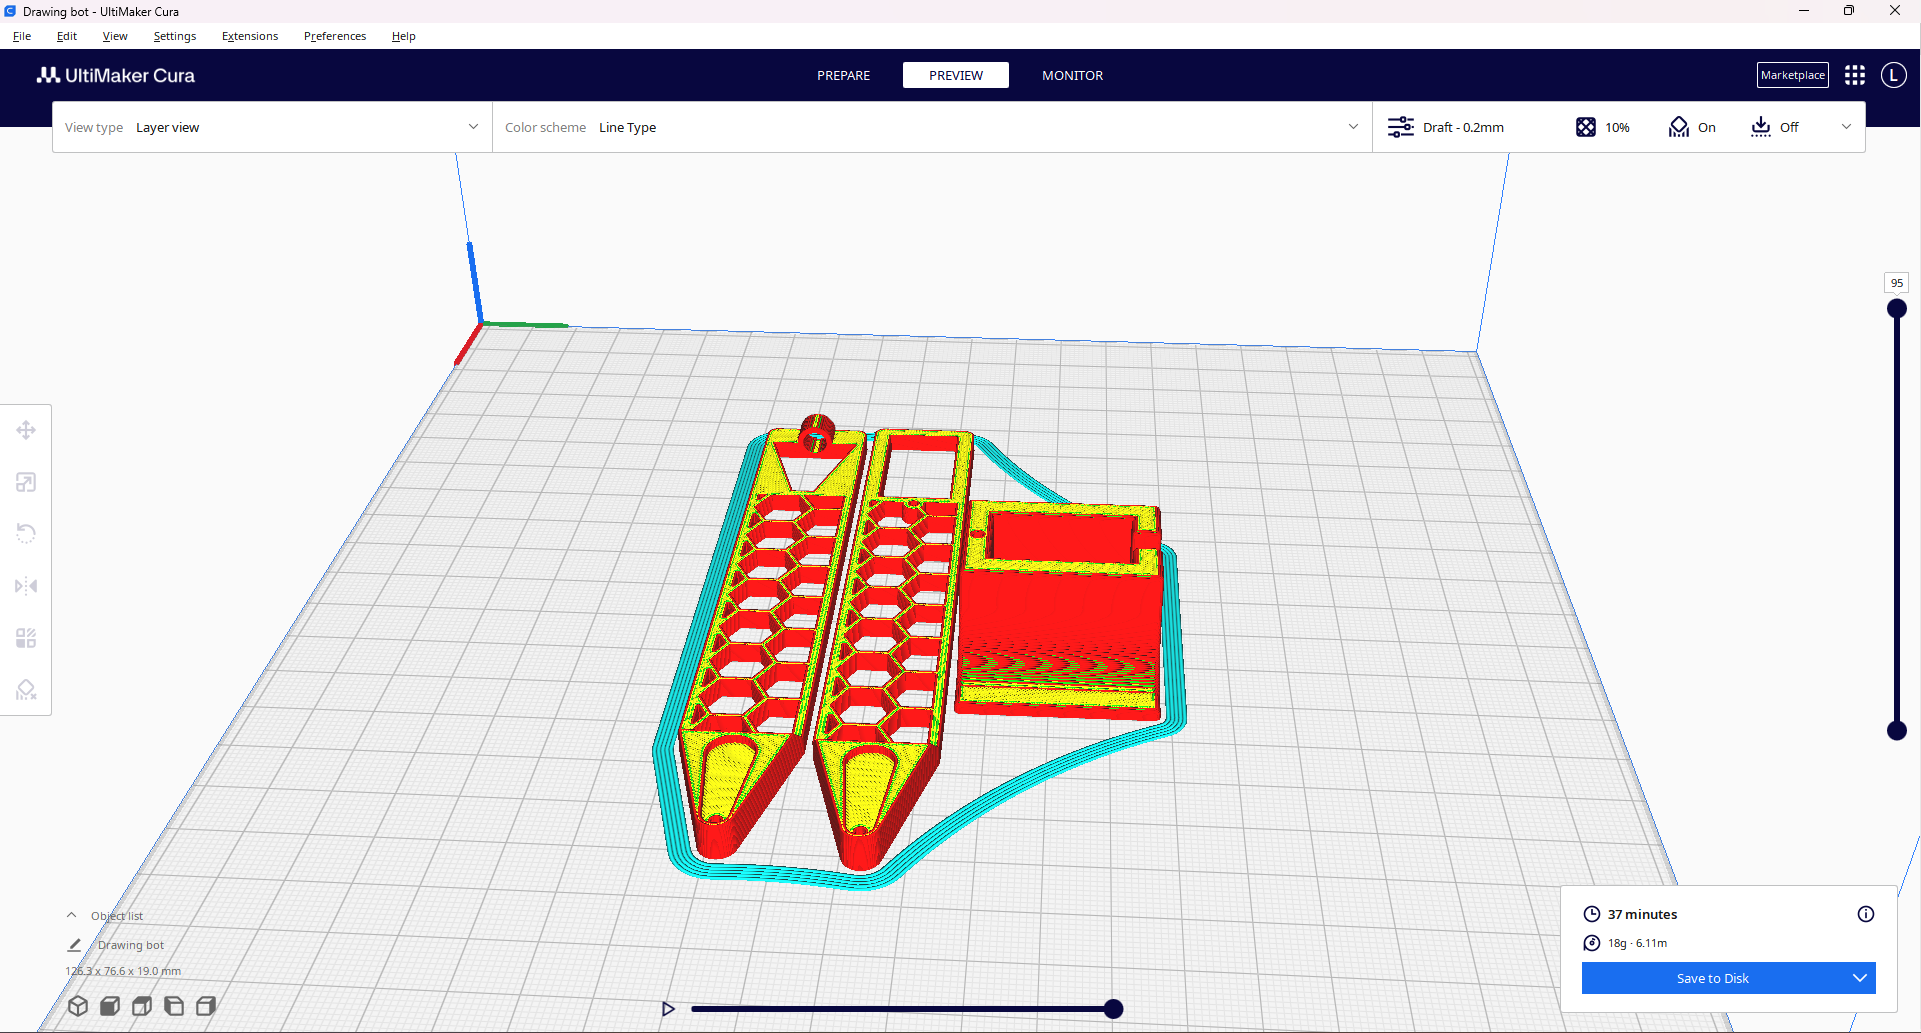 Drawing bot - UltiMaker Cura
File Edit View Settings Extensions Preferences Help
UltiMaker Cura
PREPARE PREVIEW MONITOR
Marketplace L
View type Layer view Color scheme Line Type Draft - 0.2mm 10% On Off
95
Object list
Drawing bot
126.3 x 76.6 x 19.0 mm
37 minutes
18g · 6.11m
Save to Disk